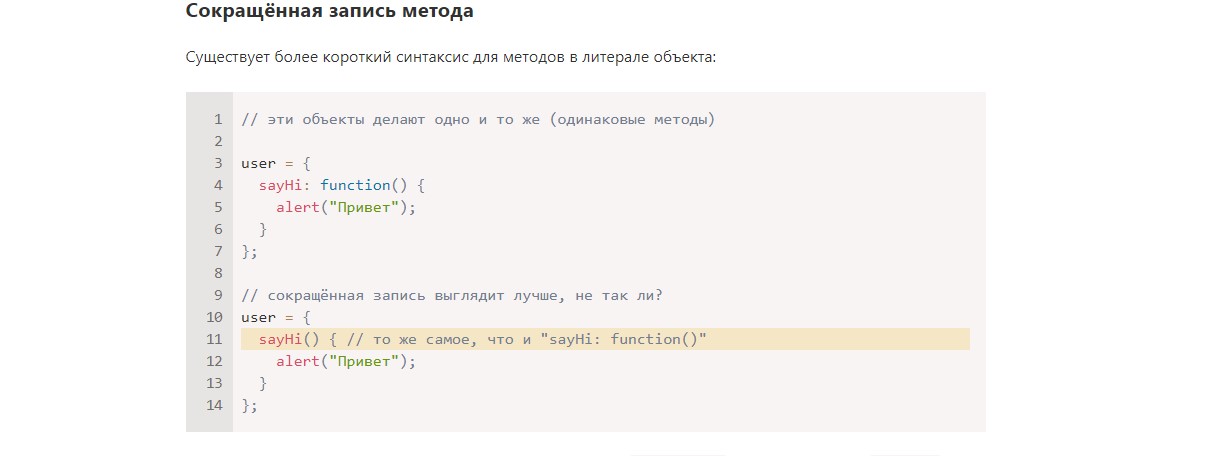 Сокращённая запись метода
Существует более короткий синтаксис для методов в литерале объекта:
1 // эти объекты делают одно и то же (одинаковые методы)
2
3 user = {
4   sayHi: function() {
5     alert("Привет");
6   }
7 };
8
9 // сокращённая запись выглядит лучше, не так ли?
10 user = {
11   sayHi() { // то же самое, что и "sayHi: function()"
12     alert("Привет");
13   }
14 };